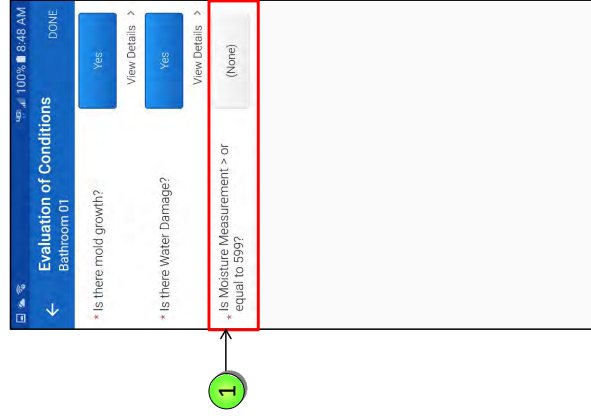 100% 8:48 AM
Evaluation of Conditions
Bathroom 01
DONE
* Is there mold growth?
Yes
View Details >
* Is there Water Damage?
Yes
View Details >
* Is Moisture Measurement > or
equal to 599?
(None)
1